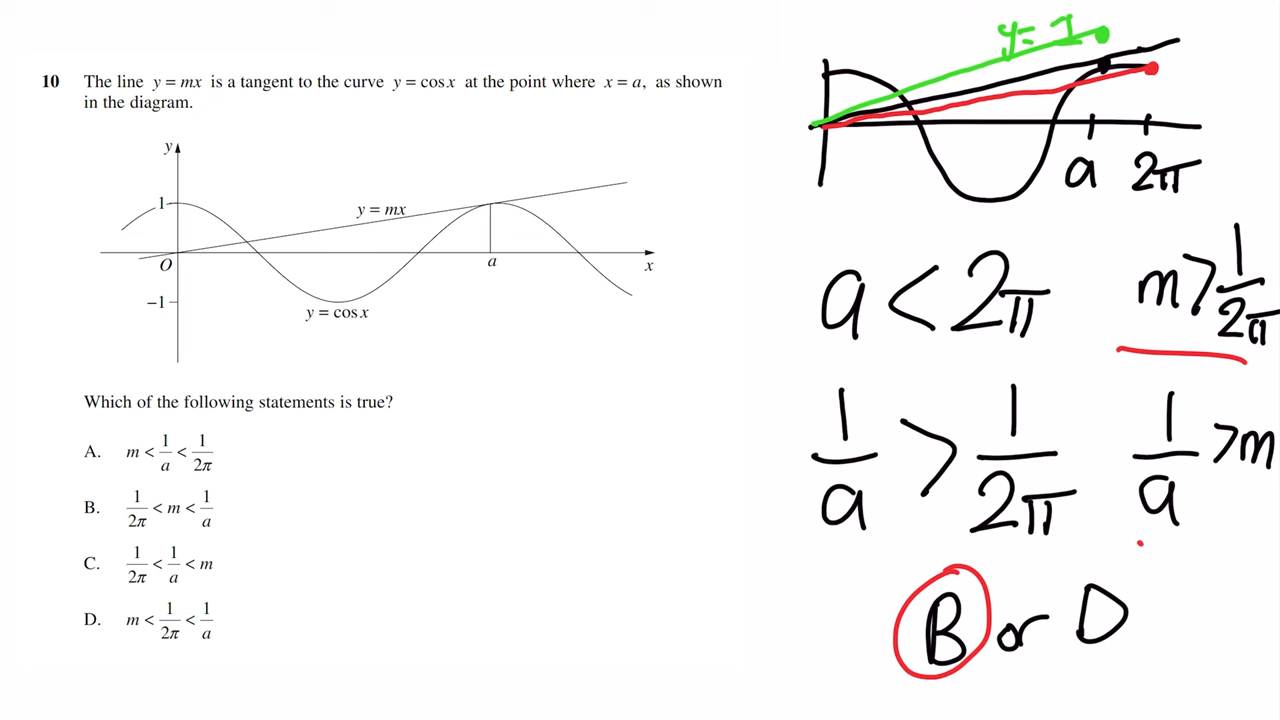 10 The line y = mx is a tangent to the curve y = cos x at the point where x = a, as shown
in the diagram.
y
1
y = mx
O
a
x
−1
y = cos x
Which of the following statements is true?
A. m < 1/a < 1/2π
B. 1/2π < m < 1/a
C. 1/2π < 1/a < m
D. m < 1/2π < 1/a
y = 1
a 2π
a < 2π m > 1/2π
1/a > 1/2π 1/a > m
B or D